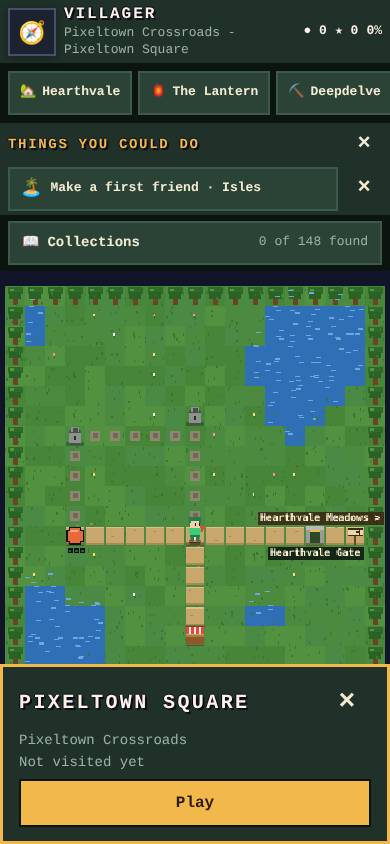 VILLAGER
Pixeltown Crossroads -
Pixeltown Square
● 0 ★ 0 0%
Hearthvale
The Lantern
Deepdelve
THINGS YOU COULD DO
×
Make a first friend · Isles
×
Collections
0 of 148 found
Hearthvale Meadows >
Hearthvale Gate
PIXELTOWN SQUARE
×
Pixeltown Crossroads
Not visited yet
Play